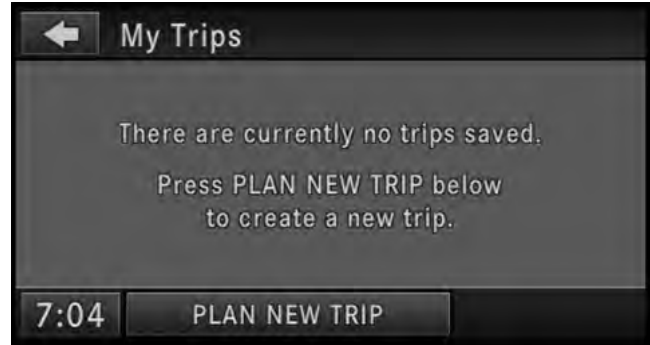 My Trips
There are currently no trips saved.
Press PLAN NEW TRIP below
to create a new trip.
7:04 PLAN NEW TRIP